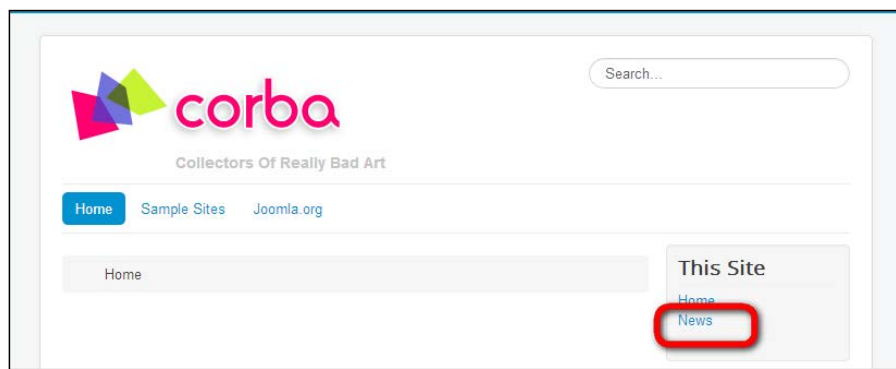 Search...
corba
Collectors Of Really Bad Art
Home Sample Sites Joomla.org
Home
This Site
Home
News